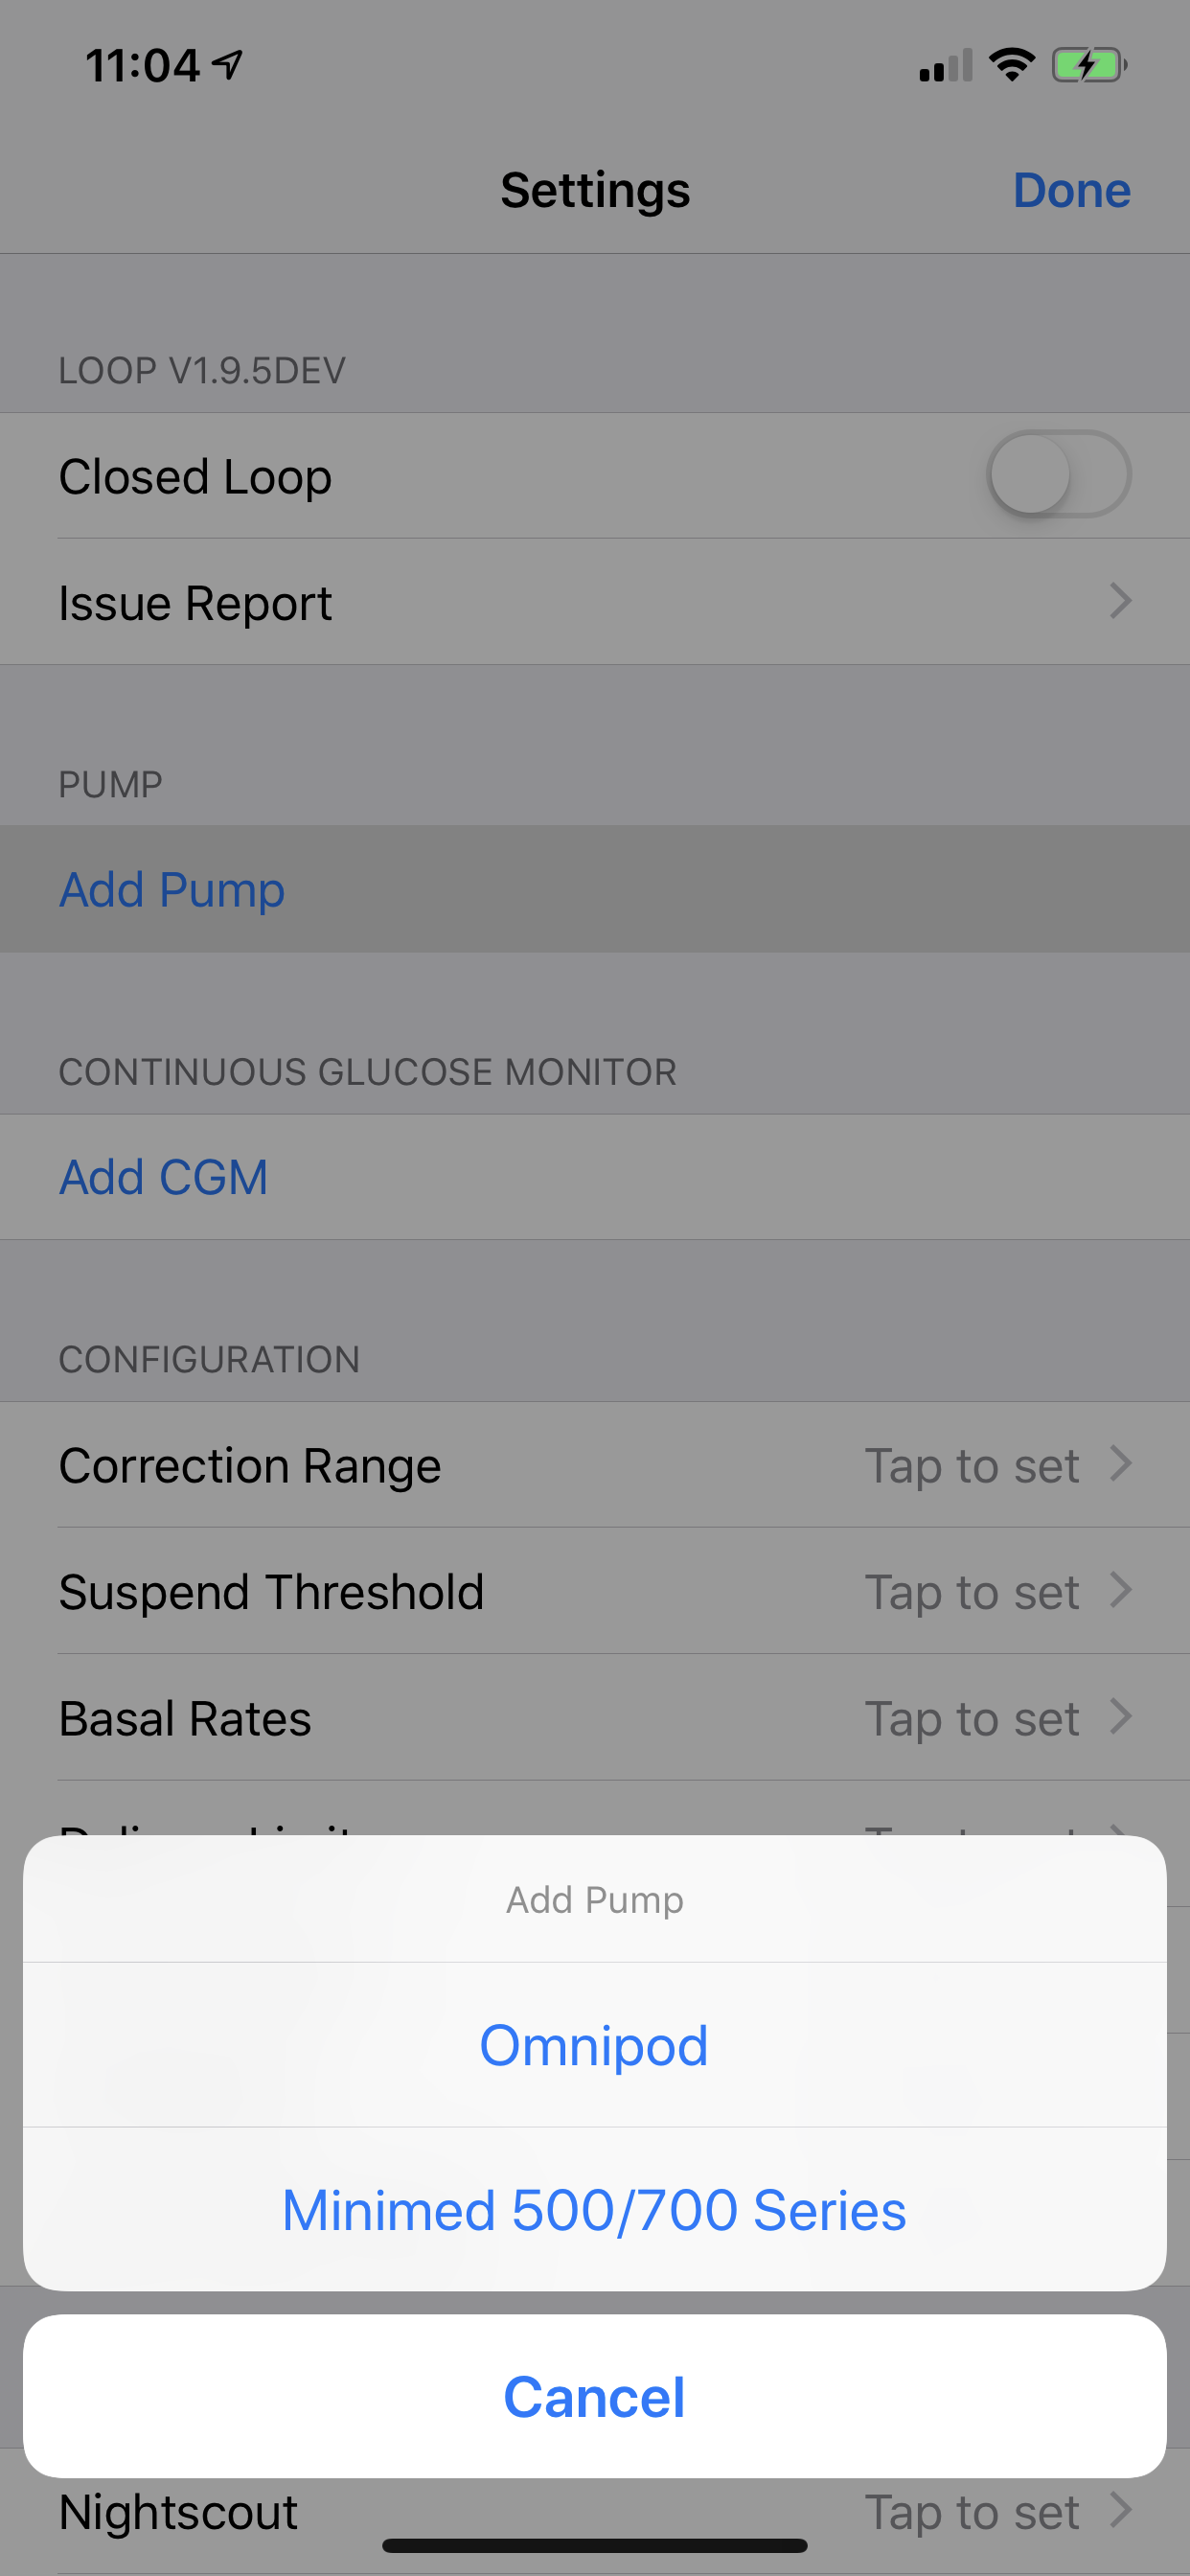 11:04
Settings
Done
LOOP V1.9.5DEV
Closed Loop
Issue Report
PUMP
Add Pump
CONTINUOUS GLUCOSE MONITOR
Add CGM
CONFIGURATION
Correction Range Tap to set
Suspend Threshold Tap to set
Basal Rates Tap to set
Add Pump
Omnipod
Minimed 500/700 Series
Cancel
Nightscout Tap to set